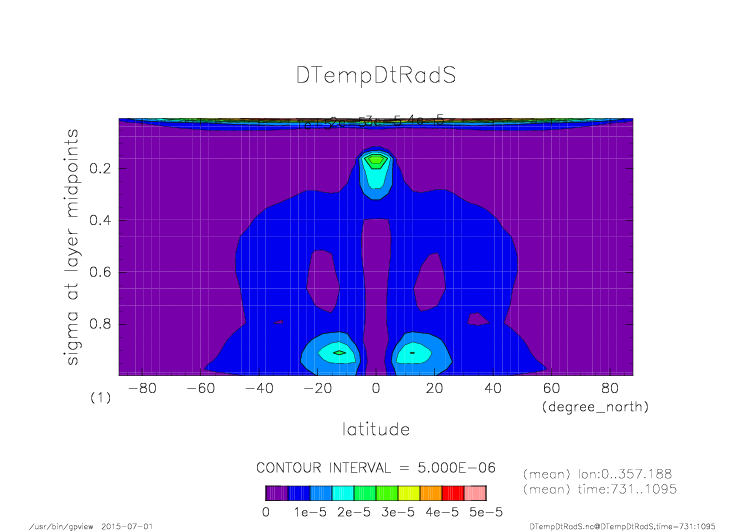 DTempDtRadS
sigma at layer midpoints
0.2
0.4
0.6
0.8
(1)
−80 −60 −40 −20 0 20 40 60 80
(degree_north)
latitude
CONTOUR INTERVAL = 5.000E-06
0 1e-5 2e-5 3e-5 4e-5 5e-5
(mean) lon:0..357.188
(mean) time:731..1095
/usr/bin/gpview 2015-07-01
DTempDtRadS.nc@DTempDtRadS,time=731:1095